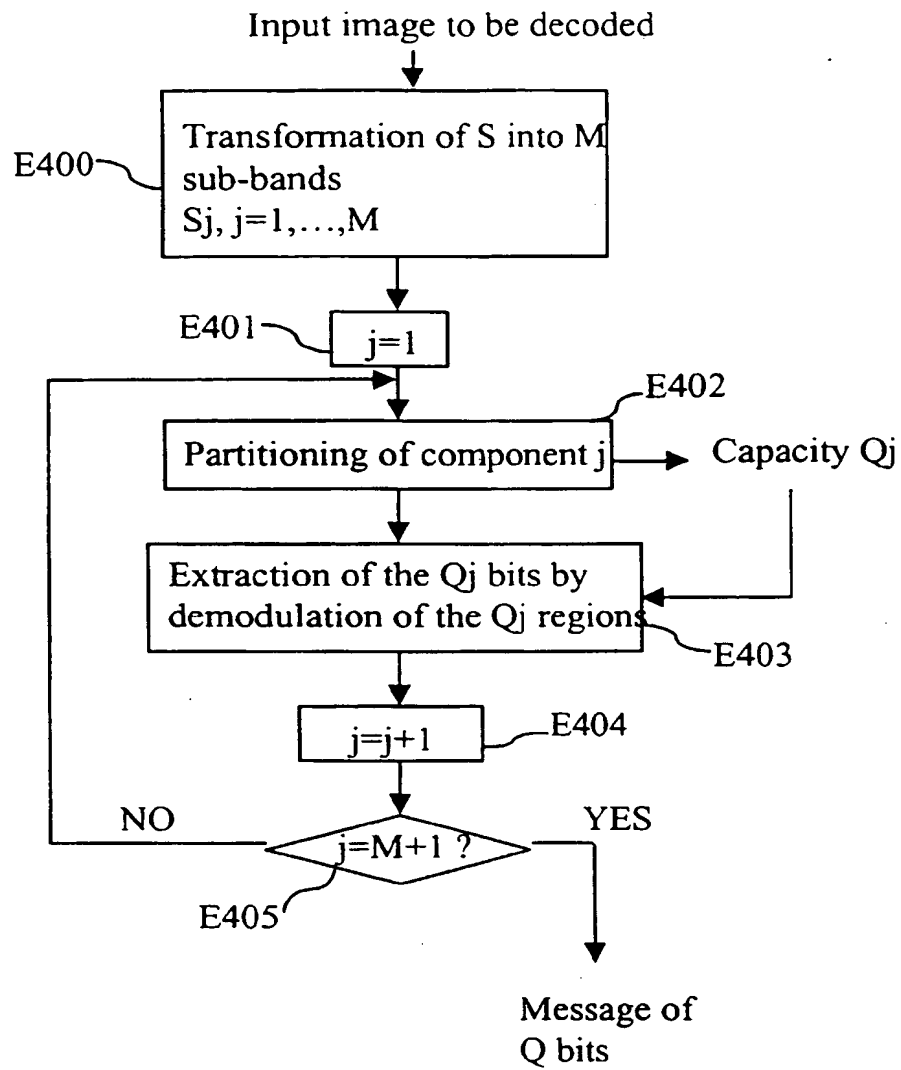 Input image to be decoded
Transformation of S into M
sub-bands
Sj, j=1,...,M
E400
E401
j=1
E402
Partitioning of component j
Capacity Qj
Extraction of the Qj bits by
demodulation of the Qj regions
E403
j=j+1
E404
NO
YES
j=M+1 ?
E405
Message of
Q bits